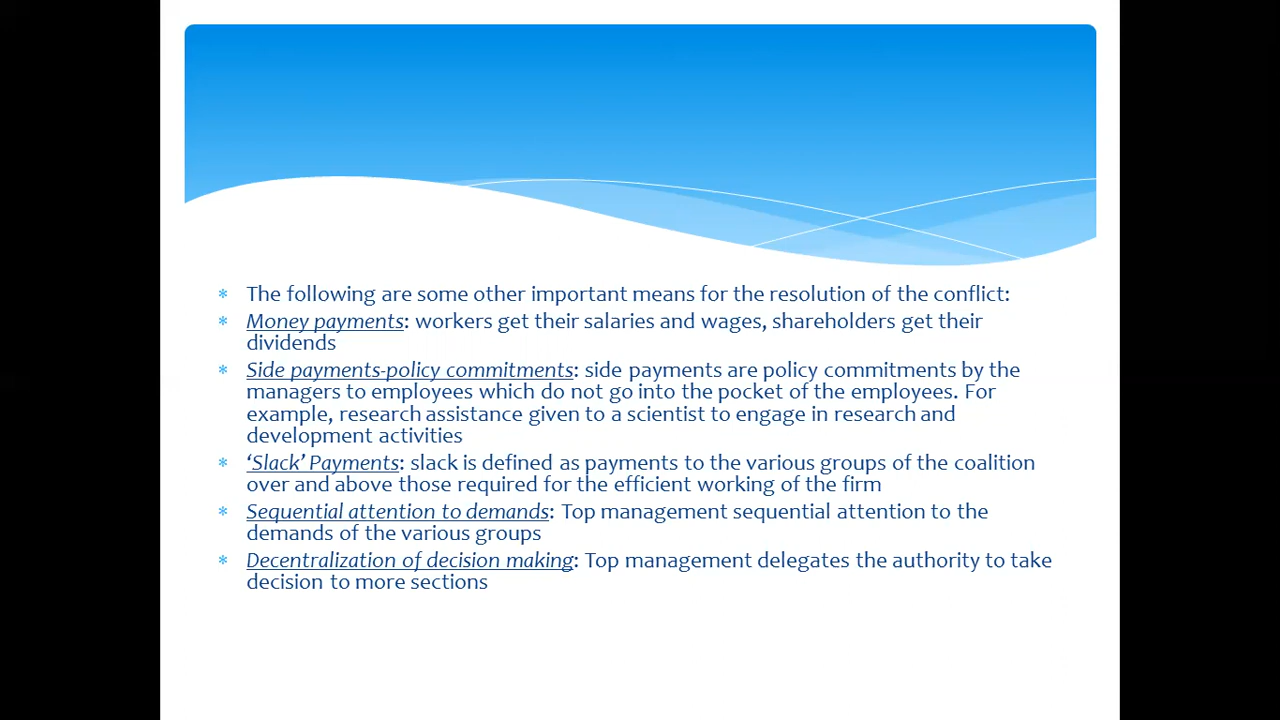 * The following are some other important means for the resolution of the conflict:
* Money payments: workers get their salaries and wages, shareholders get their
dividends
* Side payments-policy commitments: side payments are policy commitments by the
managers to employees which do not go into the pocket of the employees. For
example, research assistance given to a scientist to engage in research and
development activities
* ‘Slack’ Payments: slack is defined as payments to the various groups of the coalition
over and above those required for the efficient working of the firm
* Sequential attention to demands: Top management sequential attention to the
demands of the various groups
* Decentralization of decision making: Top management delegates the authority to take
decision to more sections